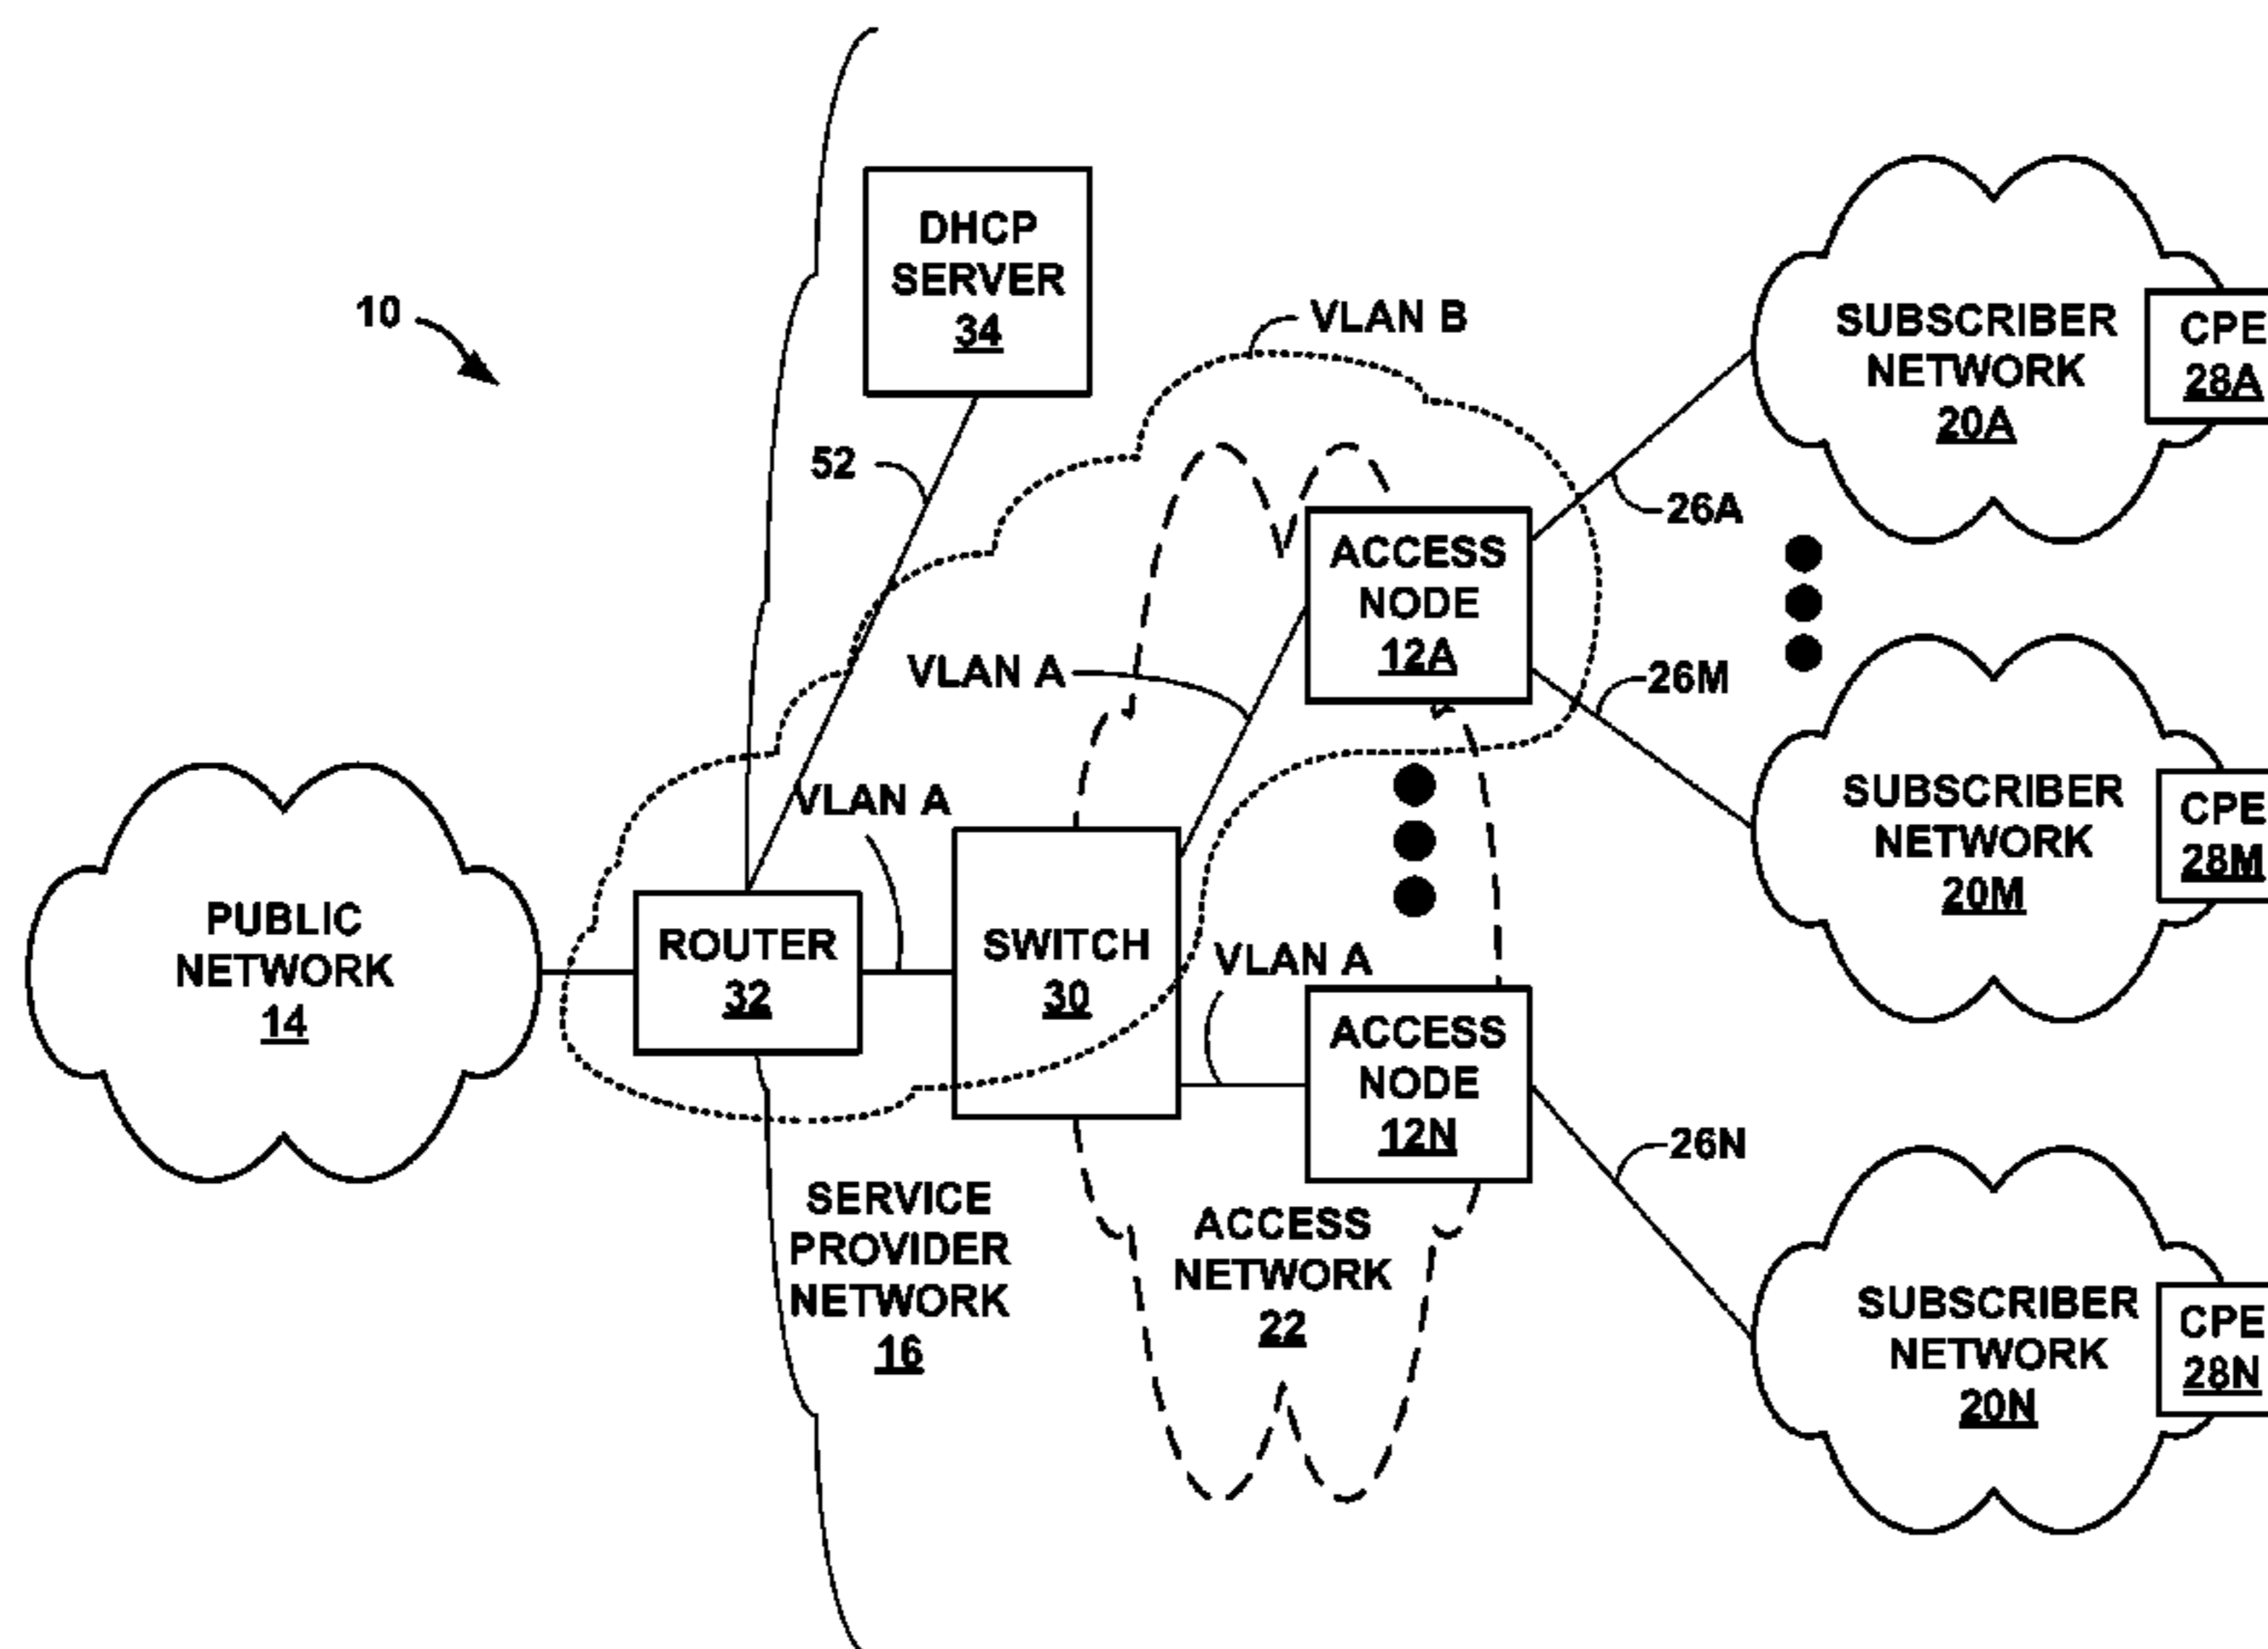 10
DHCP
SERVER
34
52
VLAN B
VLAN A
VLAN A
VLAN A
PUBLIC
NETWORK
14
ROUTER
32
SWITCH
30
ACCESS
NODE
12A
ACCESS
NODE
12N
SERVICE
PROVIDER
NETWORK
16
ACCESS
NETWORK
22
26A
26M
26N
SUBSCRIBER
NETWORK
20A
CPE
28A
SUBSCRIBER
NETWORK
20M
CPE
28M
SUBSCRIBER
NETWORK
20N
CPE
28N